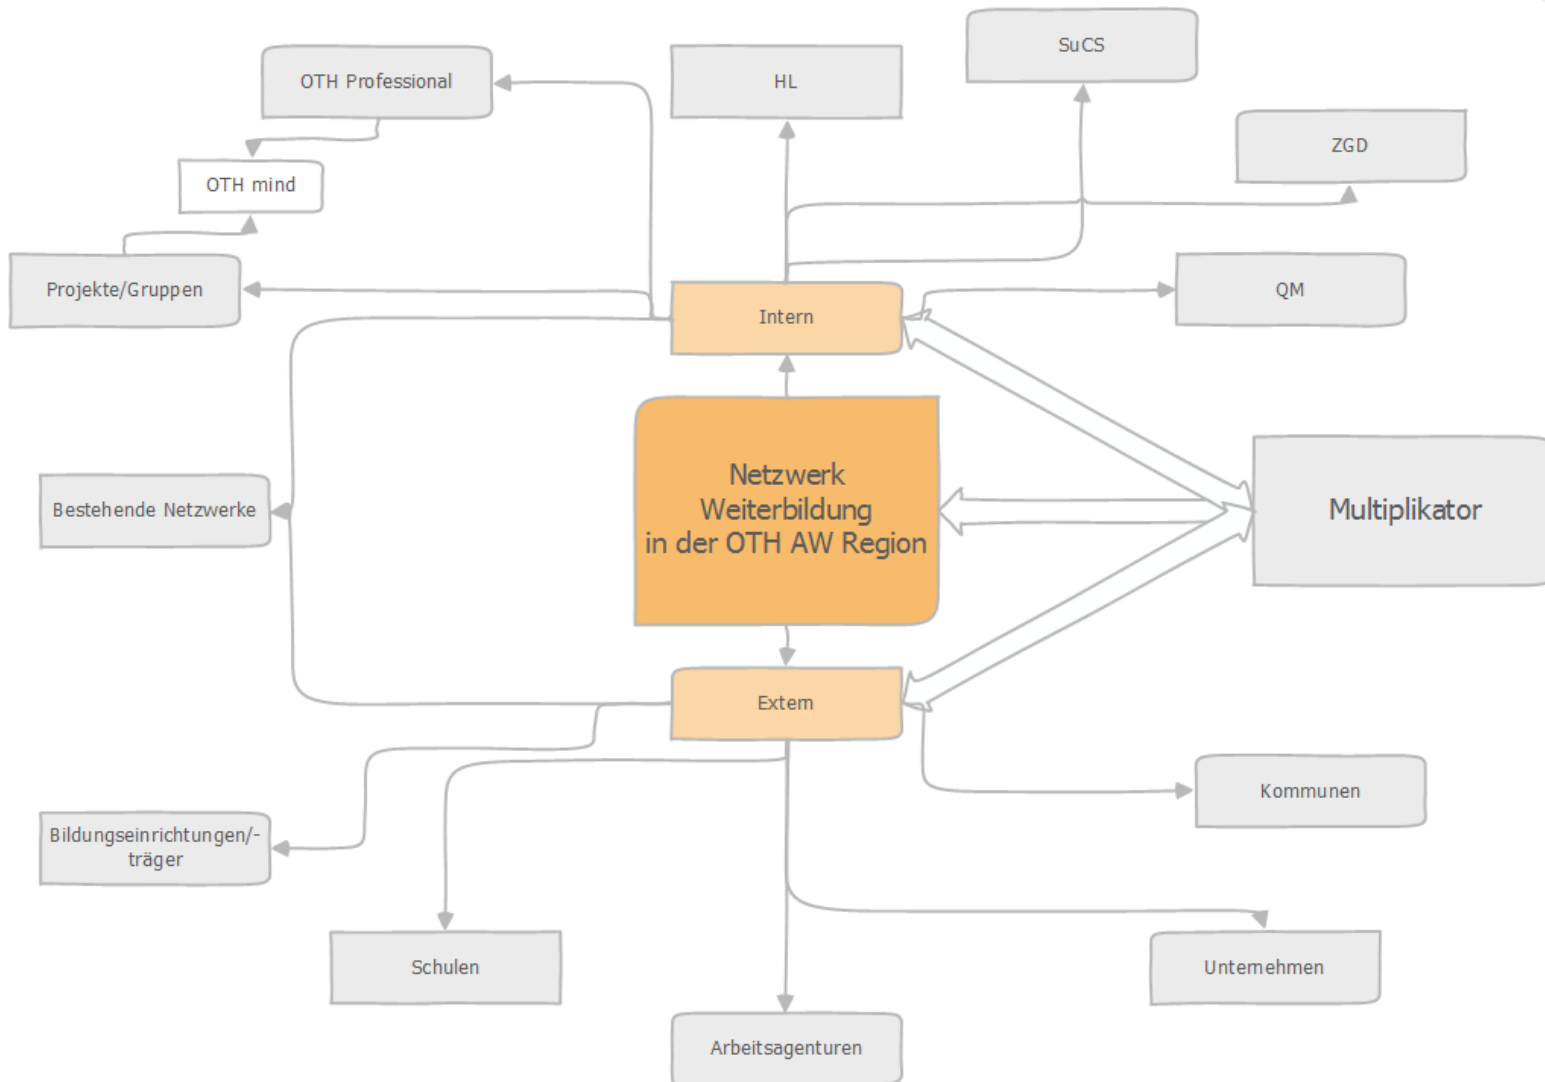 SuCS
OTH Professional
HL
ZGD
OTH mind
Projekte/Gruppen
QM
Intern
Netzwerk
Weiterbildung
in der OTH AW Region
Bestehende Netzwerke
Multiplikator
Extern
Kommunen
Bildungseinrichtungen/-
träger
Schulen
Unternehmen
Arbeitsagenturen